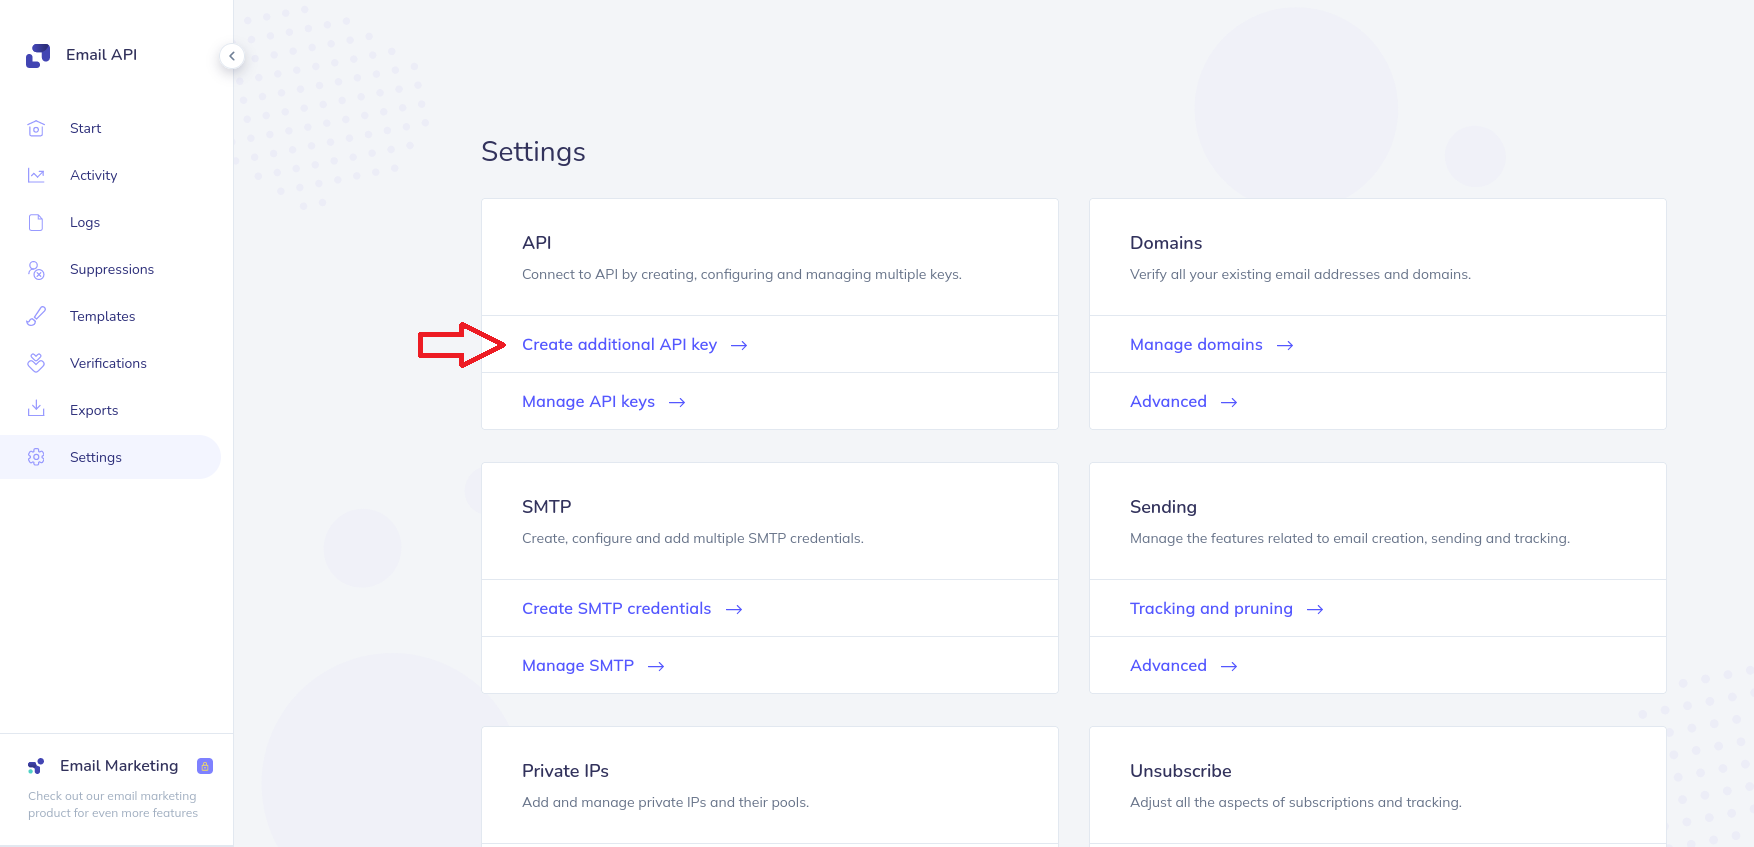 Email API
Start
Activity
Logs
Suppressions
Templates
Verifications
Exports
Settings
Email Marketing
Check out our email marketing
product for even more features
Settings
API
Connect to API by creating, configuring and managing multiple keys.
Create additional API key
Manage API keys
Domains
Verify all your existing email addresses and domains.
Manage domains
Advanced
SMTP
Create, configure and add multiple SMTP credentials.
Create SMTP credentials
Manage SMTP
Sending
Manage the features related to email creation, sending and tracking.
Tracking and pruning
Advanced
Private IPs
Add and manage private IPs and their pools.
Unsubscribe
Adjust all the aspects of subscriptions and tracking.